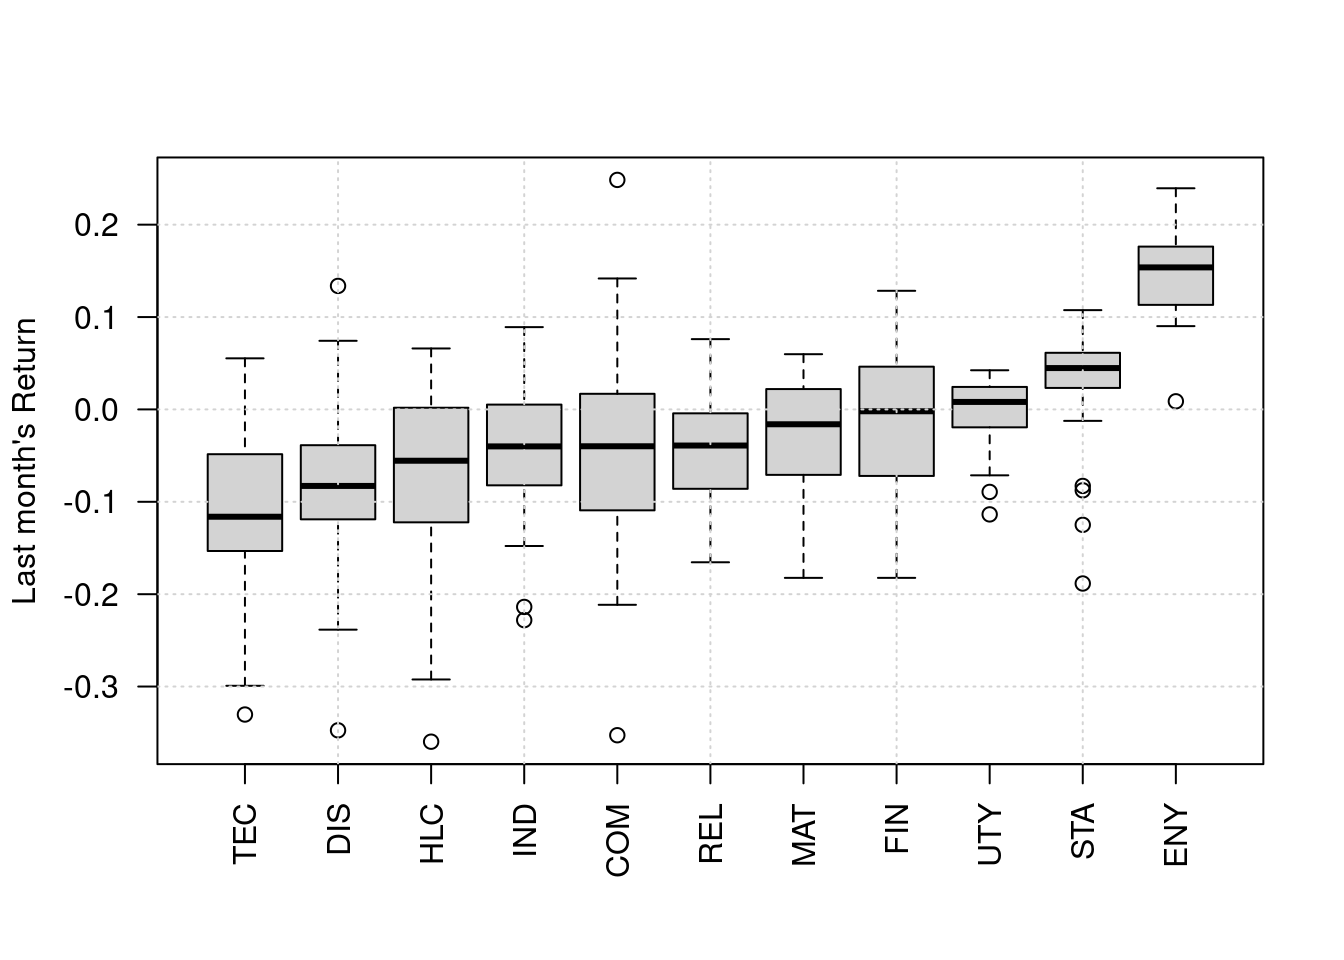 Last month's Return
0.2
0.1
0.0
-0.1
-0.2
-0.3
TEC
DIS
HLC
IND
COM
REL
MAT
FIN
UTY
STA
ENY